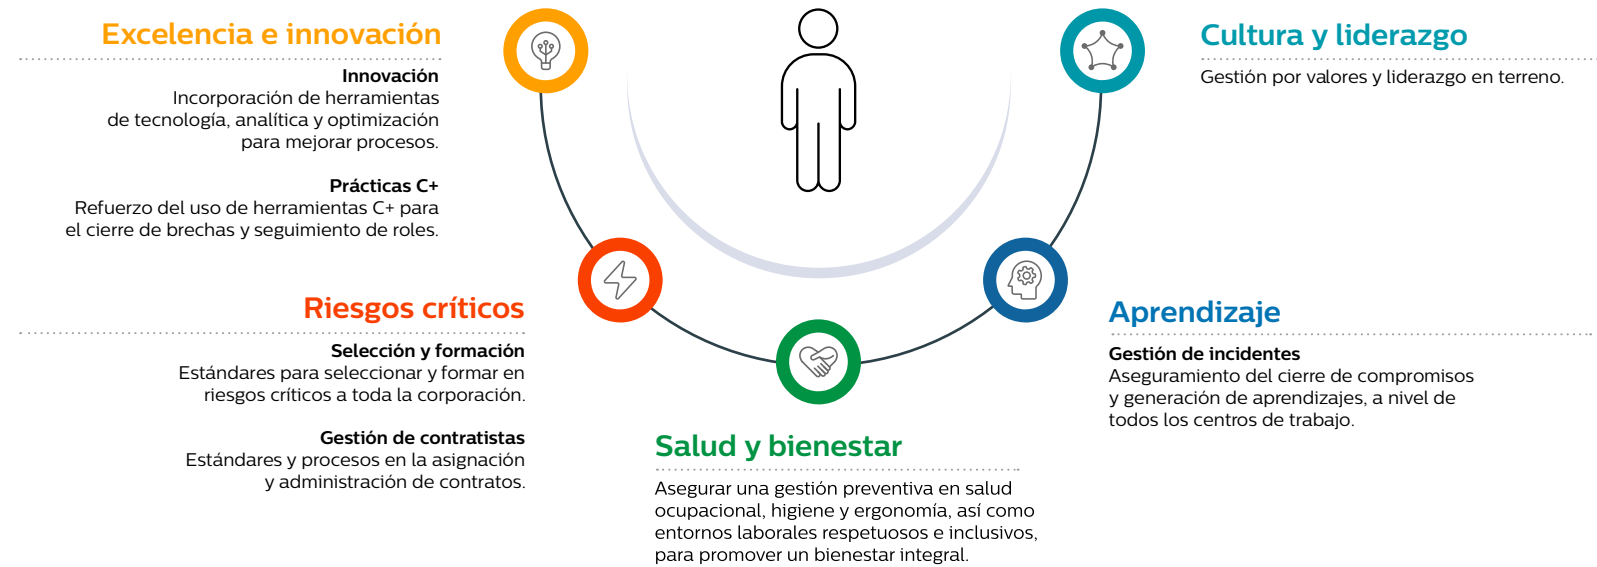 Excelencia e innovación
Innovación
Incorporación de herramientas
de tecnología, analítica y optimización
para mejorar procesos.
Prácticas C+
Refuerzo del uso de herramientas C+ para
el cierre de brechas y seguimiento de roles.
Riesgos críticos
Selección y formación
Estándares para seleccionar y formar en
riesgos críticos a toda la corporación.
Gestión de contratistas
Estándares y procesos en la asignación
y administración de contratos.
Salud y bienestar
Asegurar una gestión preventiva en salud
ocupacional, higiene y ergonomía, así como
entornos laborales respetuosos e inclusivos,
para promover un bienestar integral.
Aprendizaje
Gestión de incidentes
Aseguramiento del cierre de compromisos
y generación de aprendizajes, a nivel de
todos los centros de trabajo.
Cultura y liderazgo
Gestión por valores y liderazgo en terreno.